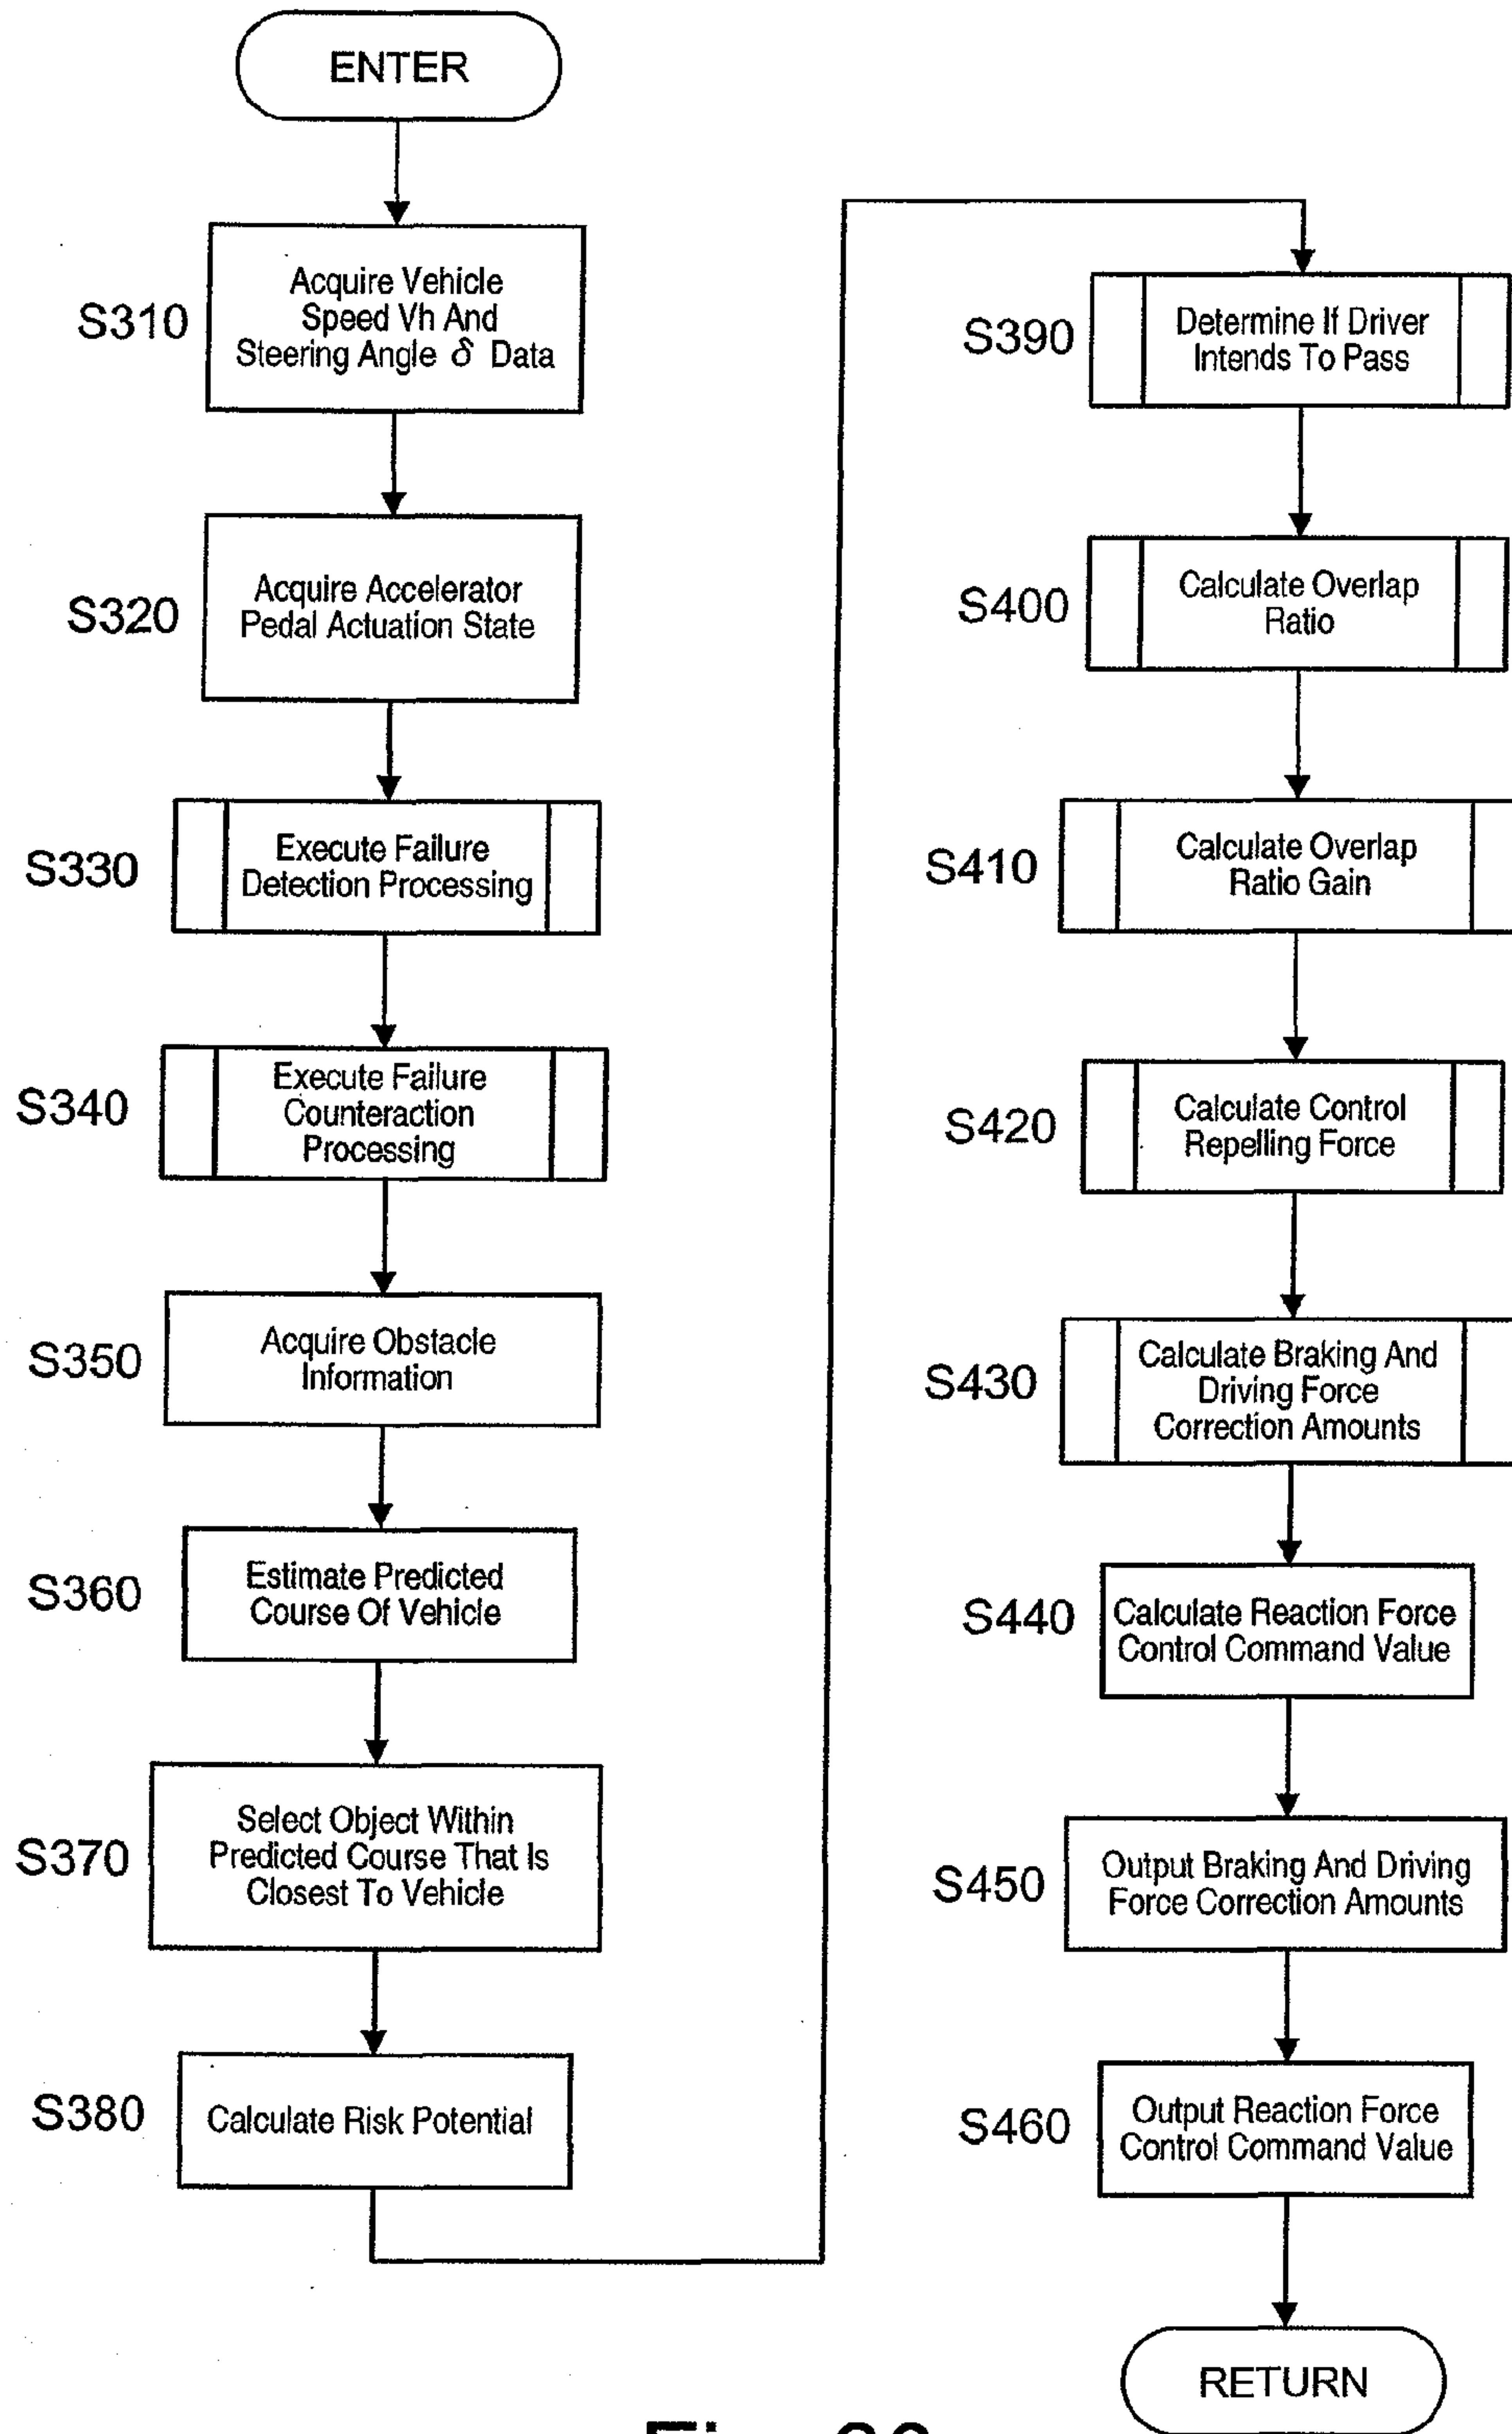 ENTER
S310
Acquire Vehicle
Speed Vh And
Steering Angle δ Data
S320
Acquire Accelerator
Pedal Actuation State
S330
Execute Failure
Detection Processing
S340
Execute Failure
Counteraction
Processing
S350
Acquire Obstacle
Information
S360
Estimate Predicted
Course Of Vehicle
S370
Select Object Within
Predicted Course That Is
Closest To Vehicle
S380
Calculate Risk Potential
S390
Determine If Driver
Intends To Pass
S400
Calculate Overlap
Ratio
S410
Calculate Overlap
Ratio Gain
S420
Calculate Control
Repelling Force
S430
Calculate Braking And
Driving Force
Correction Amounts
S440
Calculate Reaction Force
Control Command Value
S450
Output Braking And Driving
Force Correction Amounts
S460
Output Reaction Force
Control Command Value
RETURN